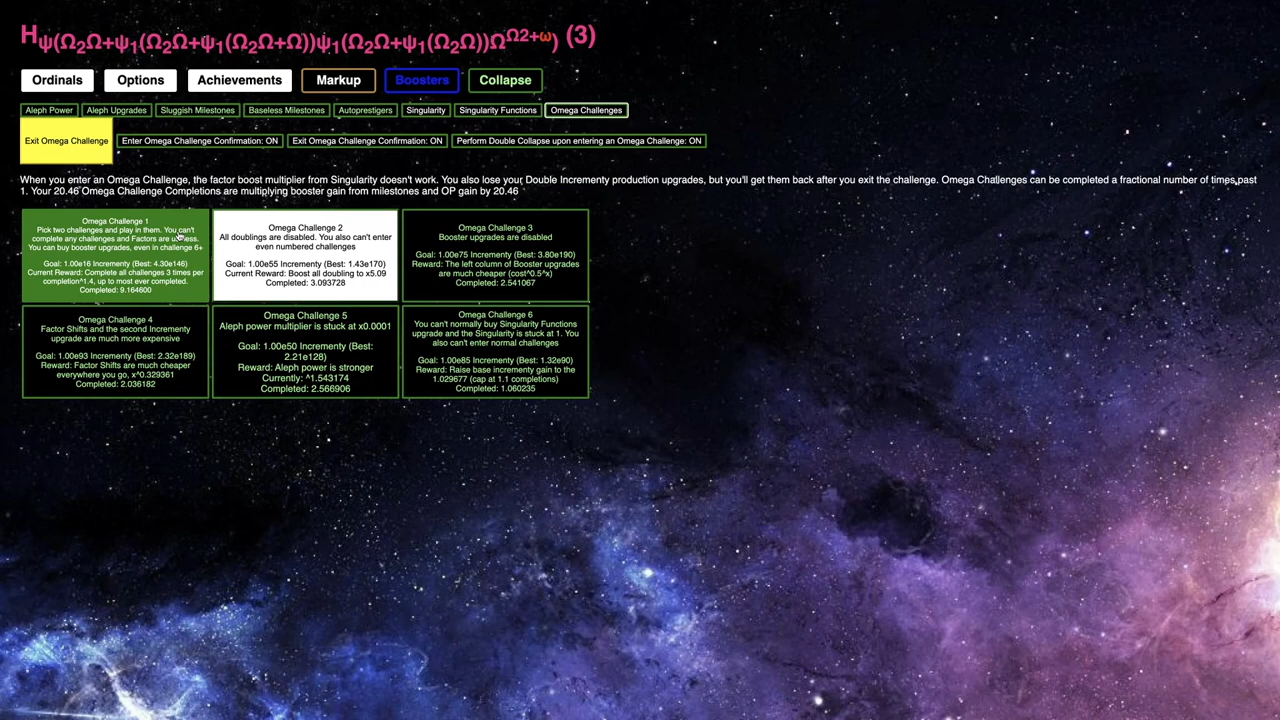 Hψ(Ω₂Ω+ψ₁(Ω₂Ω+ψ₁(Ω₂Ω+Ω))ψ₁(Ω₂Ω+ψ₁(Ω₂Ω))Ω^Ω2+ω) (3)
Ordinals Options Achievements Markup Boosters Collapse
Aleph Power Aleph Upgrades Sluggish Milestones Baseless Milestones Autoprestigers Singularity Singularity Functions Omega Challenges
Exit Omega Challenge Enter Omega Challenge Confirmation: ON Exit Omega Challenge Confirmation: ON Perform Double Collapse upon entering an Omega Challenge: ON
When you enter an Omega Challenge, the factor boost multiplier from Singularity doesn't work. You also lose your Double Incrementy production upgrades, but you'll get them back after you exit the challenge. Omega Challenges can be completed a fractional number of times past
1. Your 20.46 Omega Challenge Completions are multiplying booster gain from milestones and OP gain by 20.46
Omega Challenge 1
Pick two challenges and play in them. You can't
complete any challenges and Factors are useless.
You can buy booster upgrades, even in challenge 6+
Goal: 1.00e16 Incrementy (Best: 4.30e146)
Current Reward: Complete all challenges 3 times per
completion^1.4, up to most ever completed.
Completed: 9.164600
Omega Challenge 2
All doublings are disabled. You also can't enter
even numbered challenges
Goal: 1.00e55 Incrementy (Best: 1.43e170)
Current Reward: Boost all doubling to x5.09
Completed: 3.093728
Omega Challenge 3
Booster upgrades are disabled
Goal: 1.00e75 Incrementy (Best: 3.80e190)
Reward: The left column of Booster upgrades
are much cheaper (cost^0.5^x)
Completed: 2.541067
Omega Challenge 4
Factor Shifts and the second Incrementy
upgrade are much more expensive
Goal: 1.00e93 Incrementy (Best: 2.32e189)
Reward: Factor Shifts are much cheaper
everywhere you go, x^0.329361
Completed: 2.036182
Omega Challenge 5
Aleph power multiplier is stuck at x0.0001
Goal: 1.00e50 Incrementy (Best:
2.21e128)
Reward: Aleph power is stronger
Currently: ^1.543174
Completed: 2.566906
Omega Challenge 6
You can't normally buy Singularity Functions
upgrade and the Singularity is stuck at 1. You
also can't enter normal challenges
Goal: 1.00e85 Incrementy (Best: 1.32e90)
Reward: Raise base incrementy gain to the
1.029677 (cap at 1.1 completions)
Completed: 1.060235